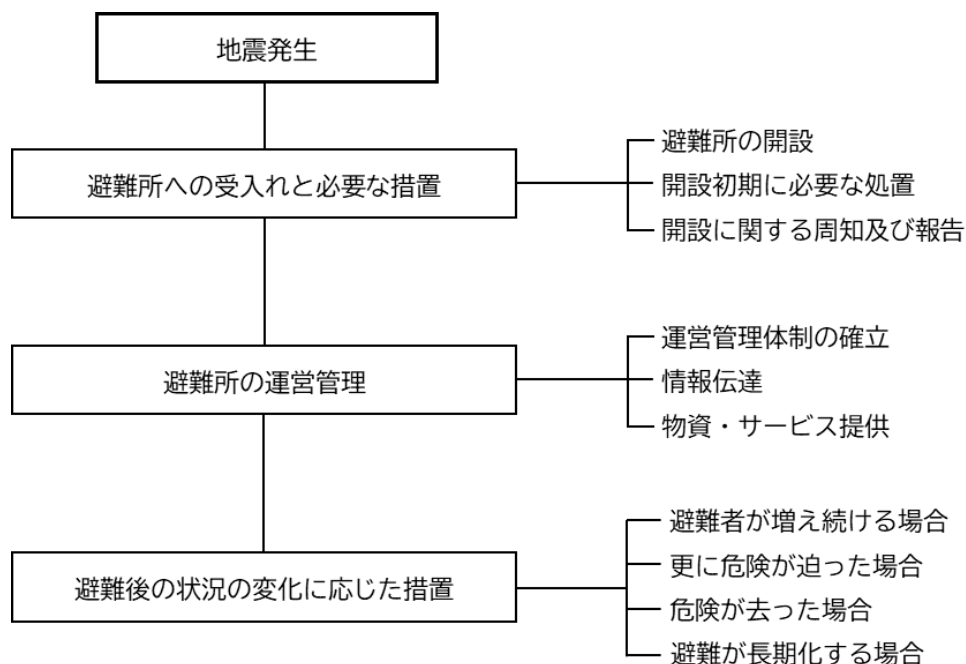 地震発生
避難所への受入れと必要な措置
避難所の開設
開設初期に必要な処置
開設に関する周知及び報告
避難所の運営管理
運営管理体制の確立
情報伝達
物資・サービス提供
避難後の状況の変化に応じた措置
避難者が増え続ける場合
更に危険が迫った場合
危険が去った場合
避難が長期化する場合